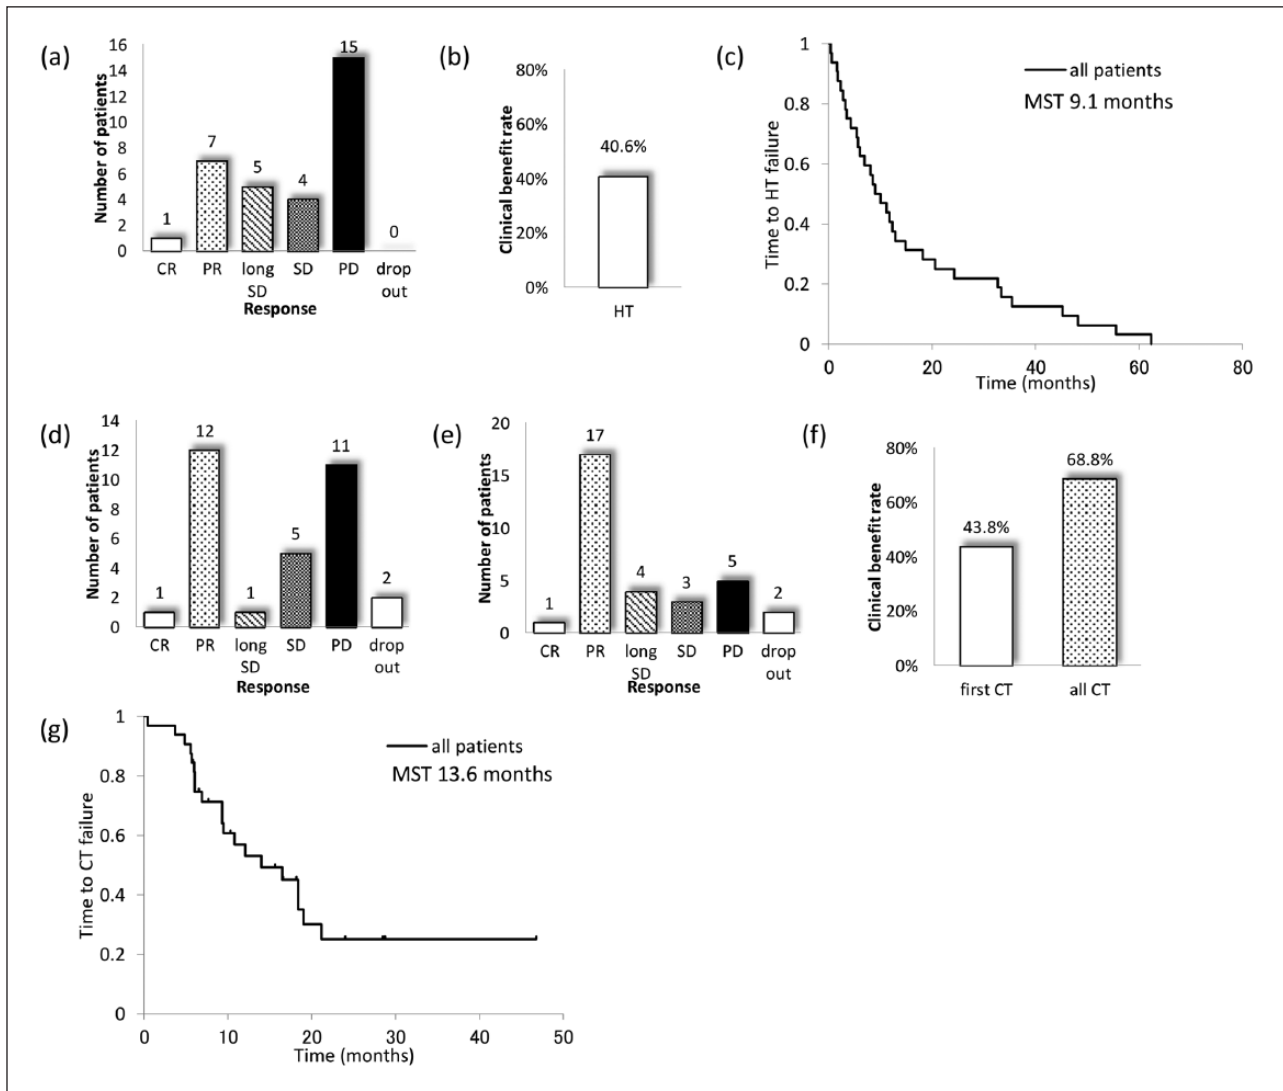 (a)
Number of patients
16
14
12
10
8
6
4
2
0
1
7
5
4
15
0
CR PR long SD PD drop
SD out
Response
(b)
Clinical benefit rate
80%
60%
40%
20%
0%
40.6%
HT
(c)
Time to HT failure
1
0.8
0.6
0.4
0.2
0
all patients
MST 9.1 months
0 20 40 60 80
Time (months)
(d)
Number of patients
14
12
10
8
6
4
2
0
1
12
1
5
11
2
CR PR long SD PD drop
SD out
Response
(e)
Number of patients
20
15
10
5
0
1
17
4
3
5
2
CR PR long SD PD drop
SD out
Response
(f)
Clinical benefit rate
80%
60%
40%
20%
0%
43.8%
68.8%
first CT all CT
(g)
Time to CT failure
1
0.8
0.6
0.4
0.2
0
all patients
MST 13.6 months
0 10 20 30 40 50
Time (months)